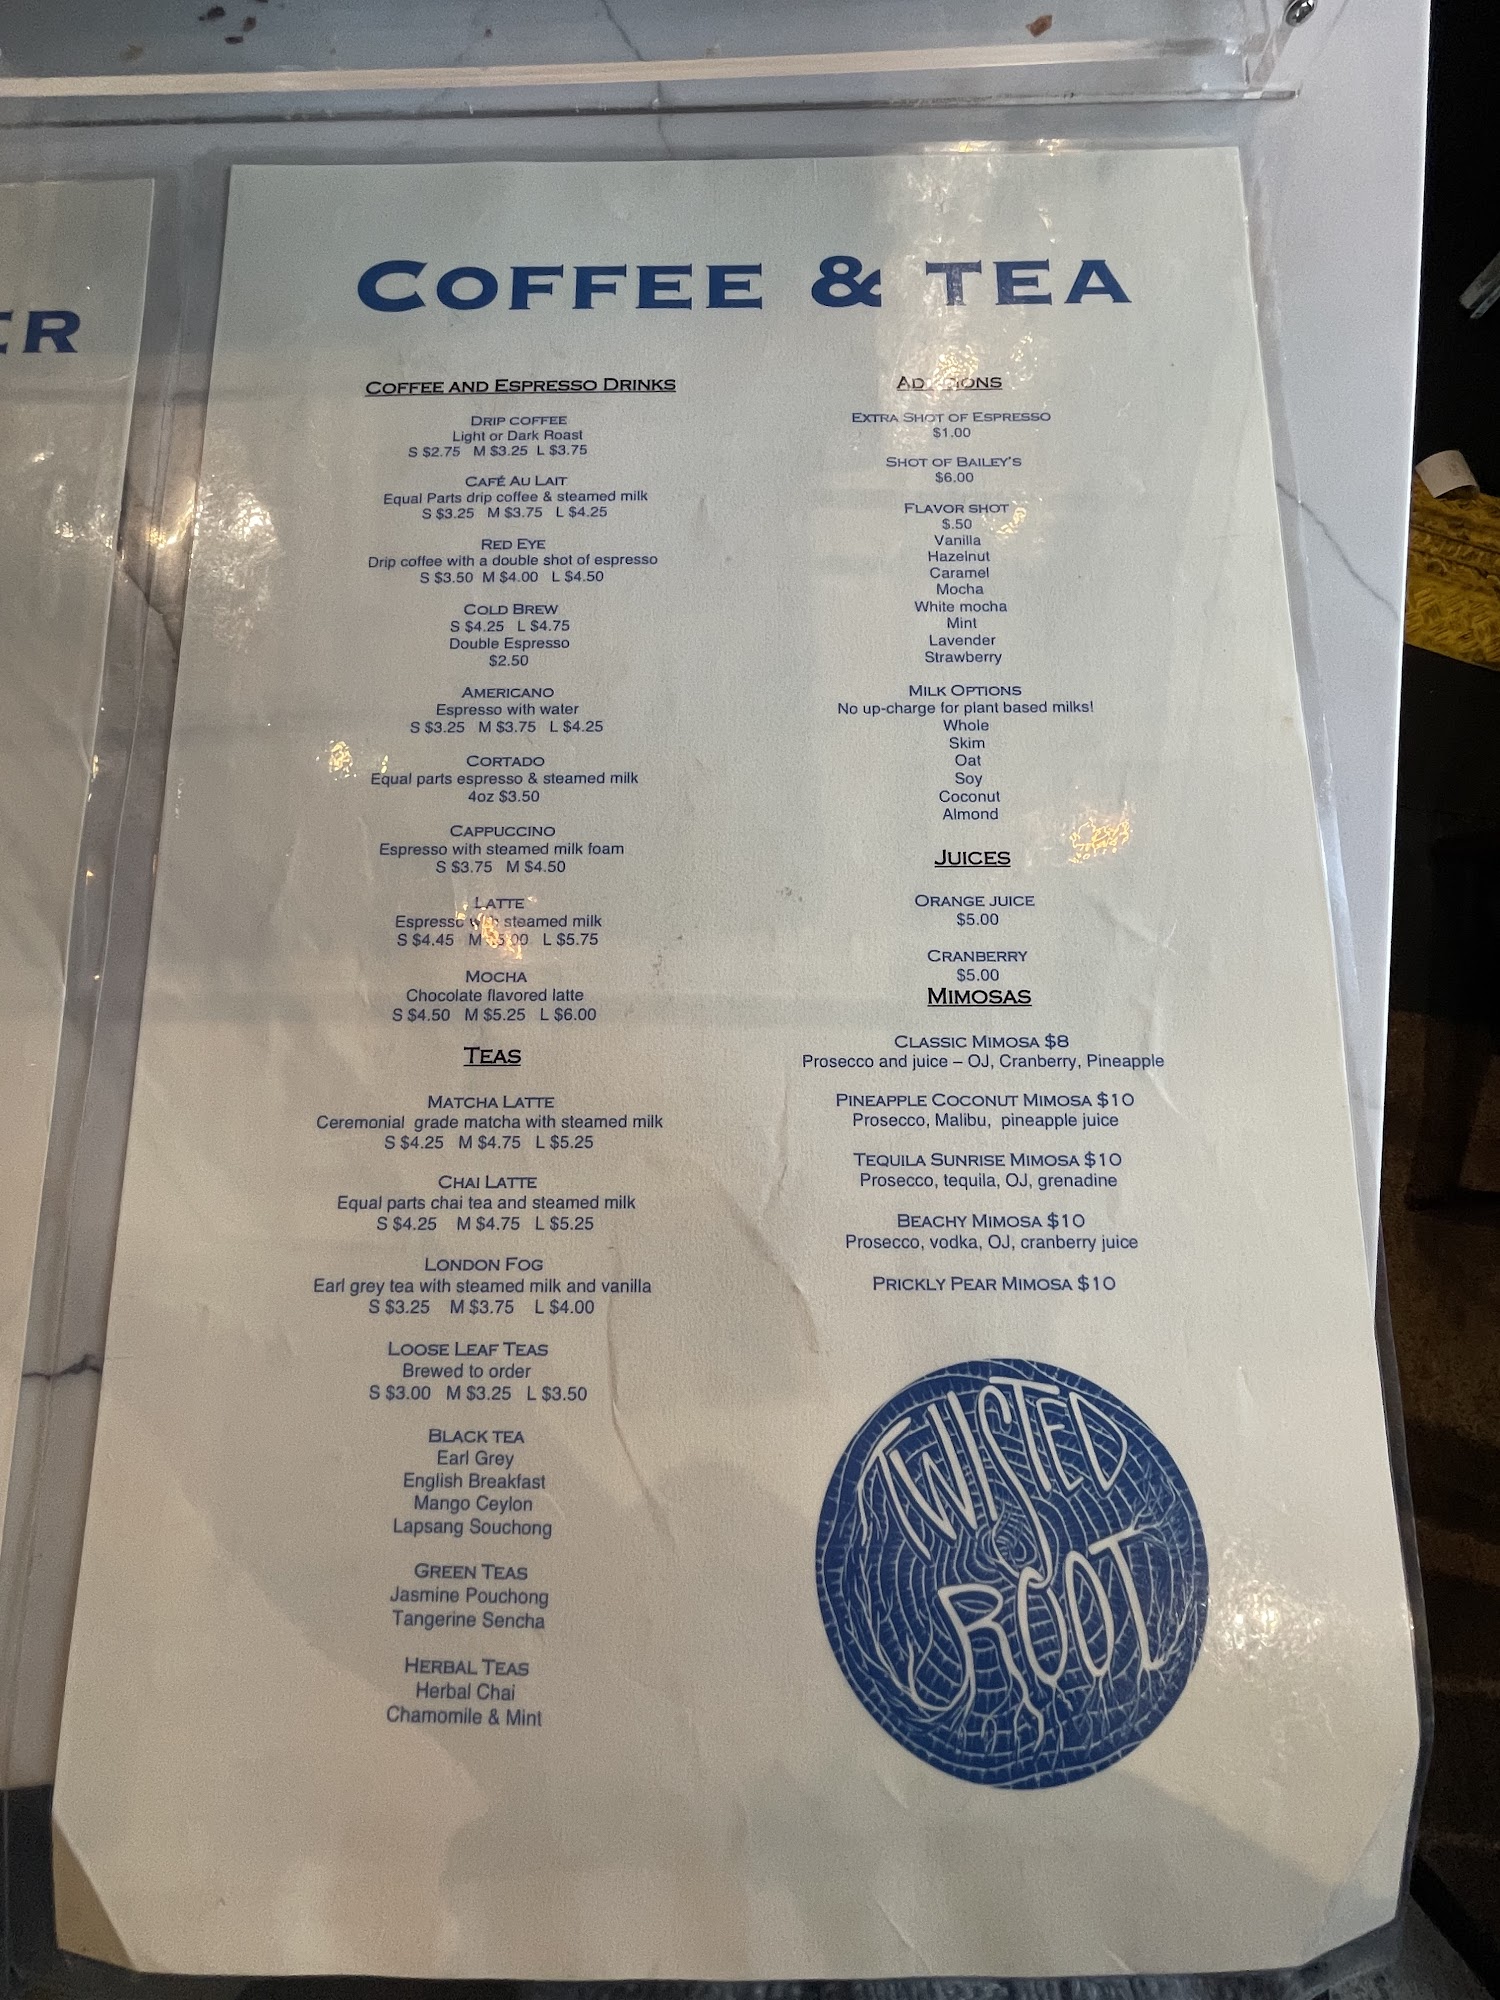 ER
COFFEE & TEA
COFFEE AND ESPRESSO DRINKS
DRIP COFFEE
Light or Dark Roast
S $2.75 M $3.25 L $3.75
CAFÉ AU LAIT
Equal Parts drip coffee & steamed milk
S $3.25 M $3.75 L $4.25
RED EYE
Drip coffee with a double shot of espresso
S $3.50 M $4.00 L $4.50
COLD BREW
S $4.25 L $4.75
Double Espresso
$2.50
AMERICANO
Espresso with water
S $3.25 M $3.75 L $4.25
CORTADO
Equal parts espresso & steamed milk
4oz $3.50
CAPPUCCINO
Espresso with steamed milk foam
S $3.75 M $4.50
LATTE
Espresso with steamed milk
S $4.45 M $5.00 L $5.75
MOCHA
Chocolate flavored latte
S $4.50 M $5.25 L $6.00
TEAS
MATCHA LATTE
Ceremonial grade matcha with steamed milk
S $4.25 M $4.75 L $5.25
CHAI LATTE
Equal parts chai tea and steamed milk
S $4.25 M $4.75 L $5.25
LONDON FOG
Earl grey tea with steamed milk and vanilla
S $3.25 M $3.75 L $4.00
LOOSE LEAF TEAS
Brewed to order
S $3.00 M $3.25 L $3.50
BLACK TEA
Earl Grey
English Breakfast
Mango Ceylon
Lapsang Souchong
GREEN TEAS
Jasmine Pouchong
Tangerine Sencha
HERBAL TEAS
Herbal Chai
Chamomile & Mint
ADDITIONS
EXTRA SHOT OF ESPRESSO
$1.00
SHOT OF BAILEY'S
$6.00
FLAVOR SHOT
$.50
Vanilla
Hazelnut
Caramel
Mocha
White mocha
Mint
Lavender
Strawberry
MILK OPTIONS
No up-charge for plant based milks!
Whole
Skim
Oat
Soy
Coconut
Almond
JUICES
ORANGE JUICE
$5.00
CRANBERRY
$5.00
MIMOSAS
CLASSIC MIMOSA $8
Prosecco and juice – OJ, Cranberry, Pineapple
PINEAPPLE COCONUT MIMOSA $10
Prosecco, Malibu, pineapple juice
TEQUILA SUNRISE MIMOSA $10
Prosecco, tequila, OJ, grenadine
BEACHY MIMOSA $10
Prosecco, vodka, OJ, cranberry juice
PRICKLY PEAR MIMOSA $10
TWISTED
ROOT